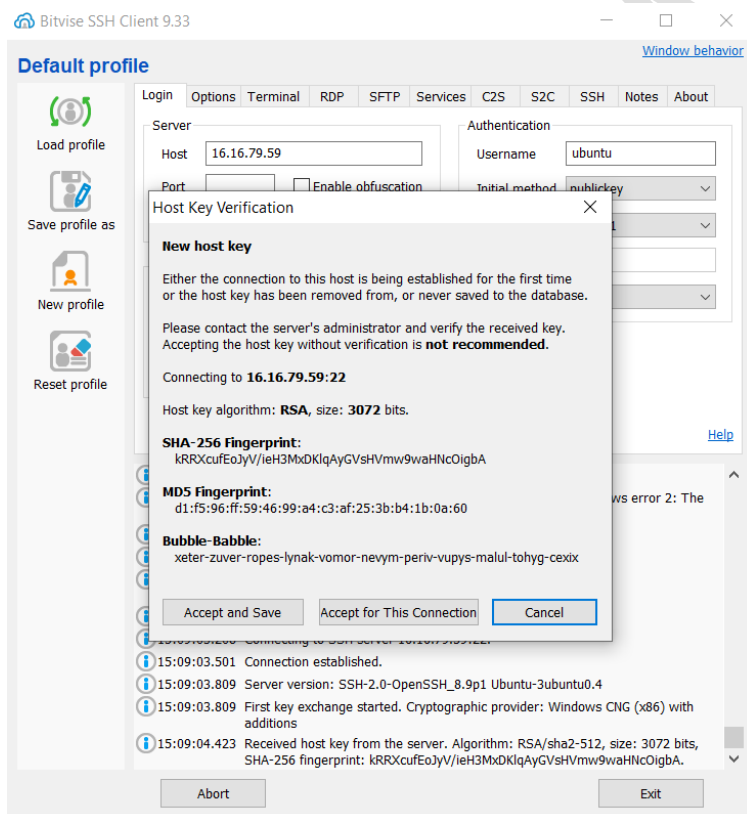 Bitvise SSH Client 9.33
Window behavior
Default profile
Load profile
Save profile as
New profile
Reset profile
Login Options Terminal RDP SFTP Services C2S S2C SSH Notes About
Server
Host 16.16.79.59
Port Enable obfuscation
Authentication
Username ubuntu
Initial method publickey
1
Help
Host Key Verification
New host key
Either the connection to this host is being established for the first time
or the host key has been removed from, or never saved to the database.
Please contact the server's administrator and verify the received key.
Accepting the host key without verification is not recommended.
Connecting to 16.16.79.59:22
Host key algorithm: RSA, size: 3072 bits.
SHA-256 Fingerprint:
kRRXcufEoJyV/ieH3MxDKlqAyGVsHVmw9waHNcOigbA
MD5 Fingerprint:
d1:f5:96:ff:59:46:99:a4:c3:af:25:3b:b4:1b:0a:60
Bubble-Babble:
xeter-zuver-ropes-lynak-vomor-nevym-periv-vupys-malul-tohyg-cexix
Accept and Save Accept for This Connection Cancel
ws error 2: The
15:09:03.501 Connection established.
15:09:03.809 Server version: SSH-2.0-OpenSSH_8.9p1 Ubuntu-3ubuntu0.4
15:09:03.809 First key exchange started. Cryptographic provider: Windows CNG (x86) with
additions
15:09:04.423 Received host key from the server. Algorithm: RSA/sha2-512, size: 3072 bits,
SHA-256 fingerprint: kRRXcufEoJyV/ieH3MxDKlqAyGVsHVmw9waHNcOigbA.
Abort
Exit